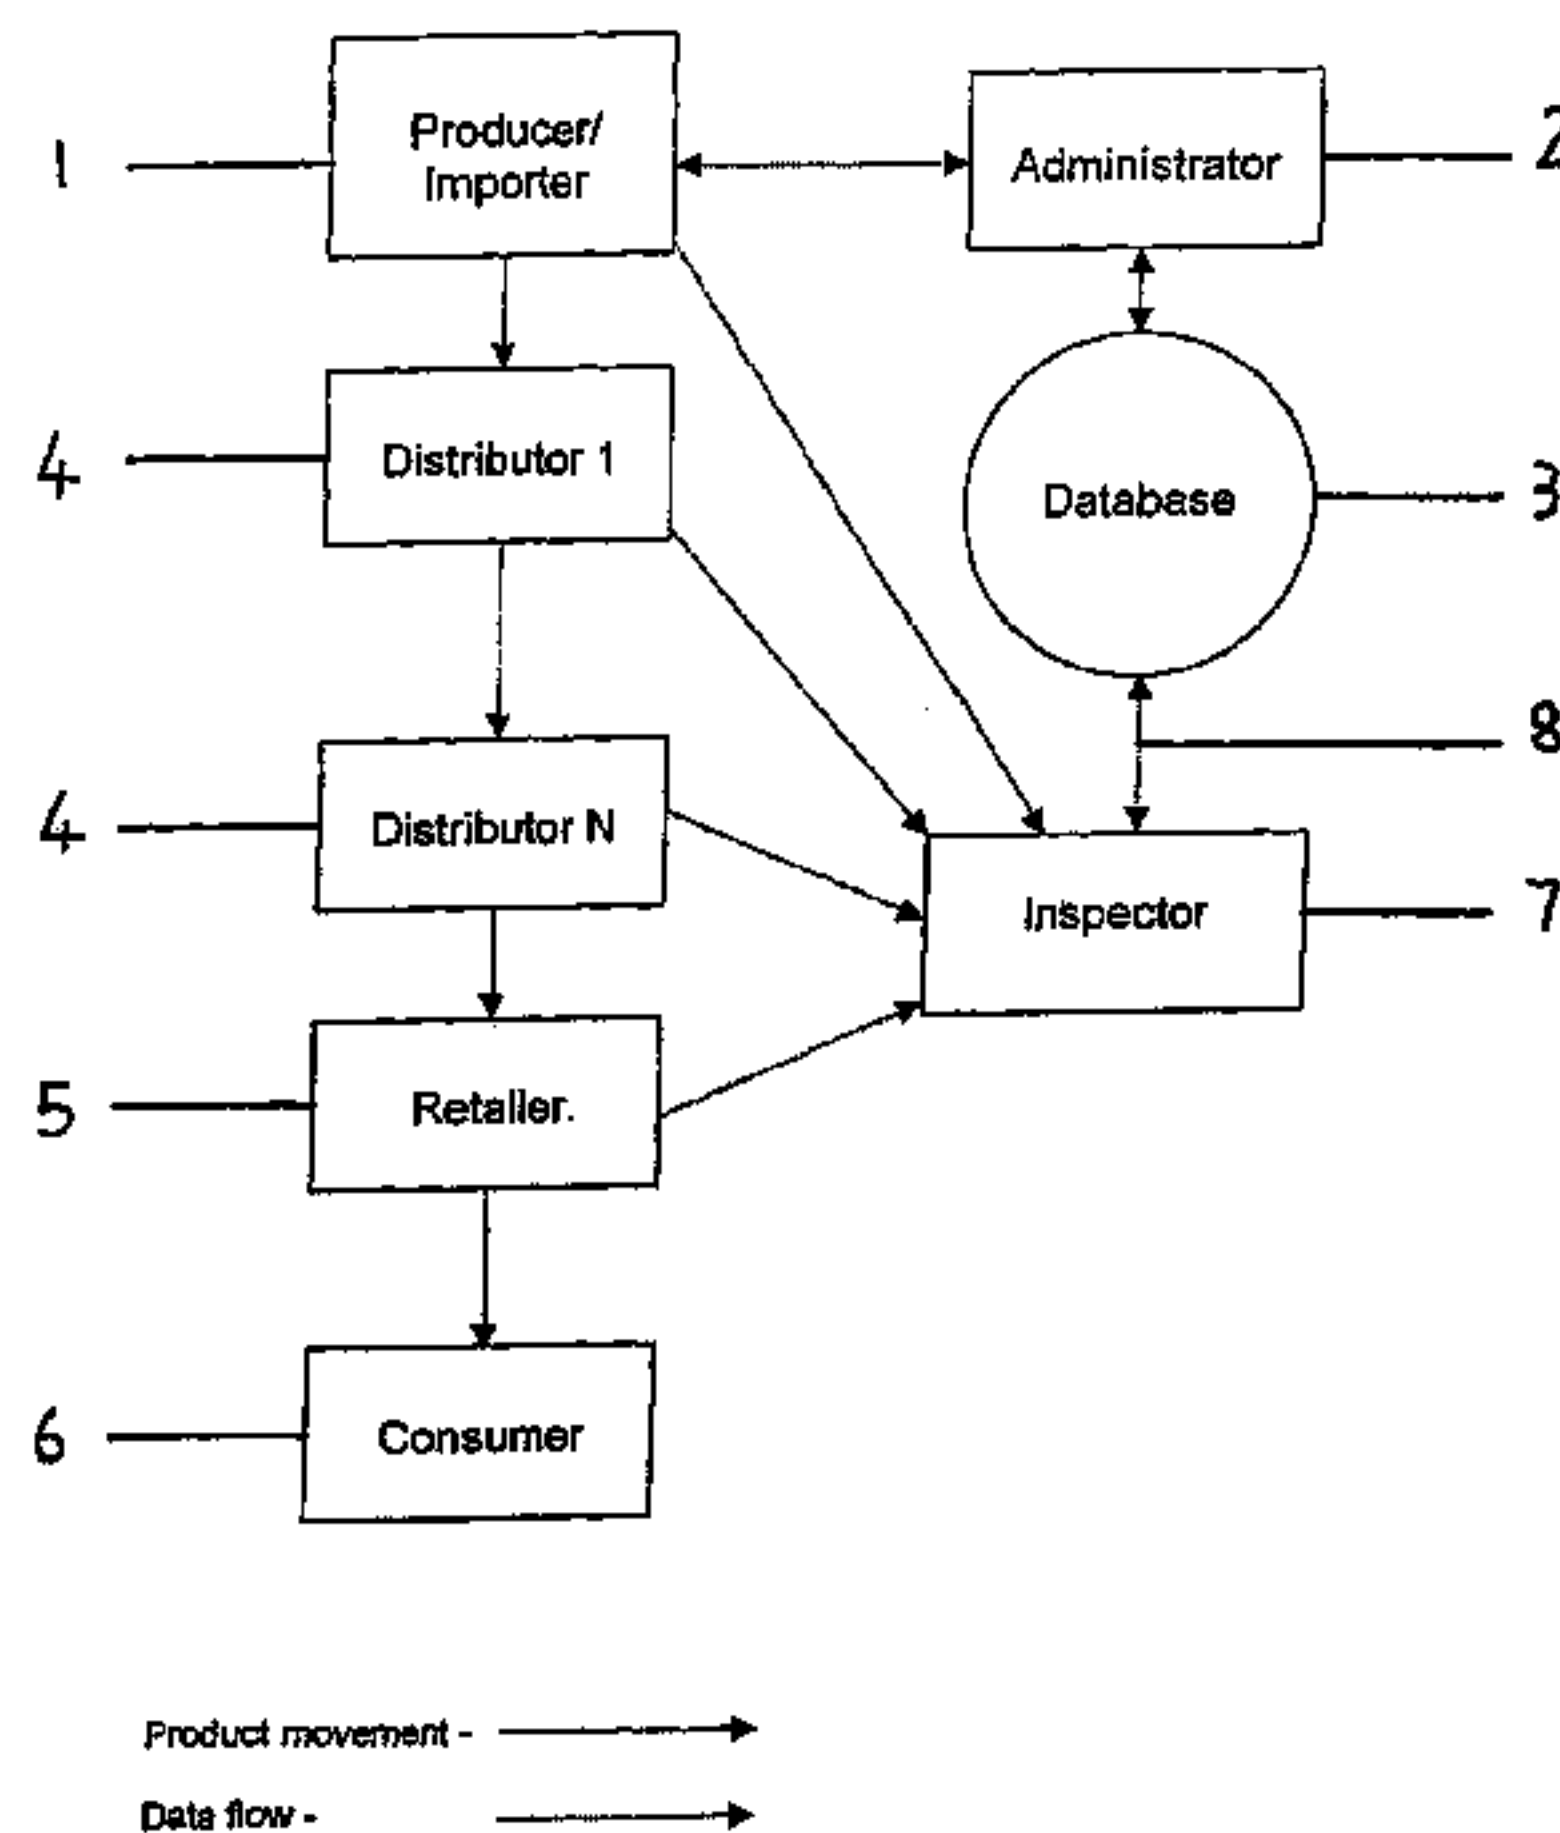 Producer/
Importer
1
Administrator
2
Distributor 1
4
Database
3
8
Distributor N
4
Inspector
7
Retailer.
5
Consumer
6
Product movement -
Data flow -